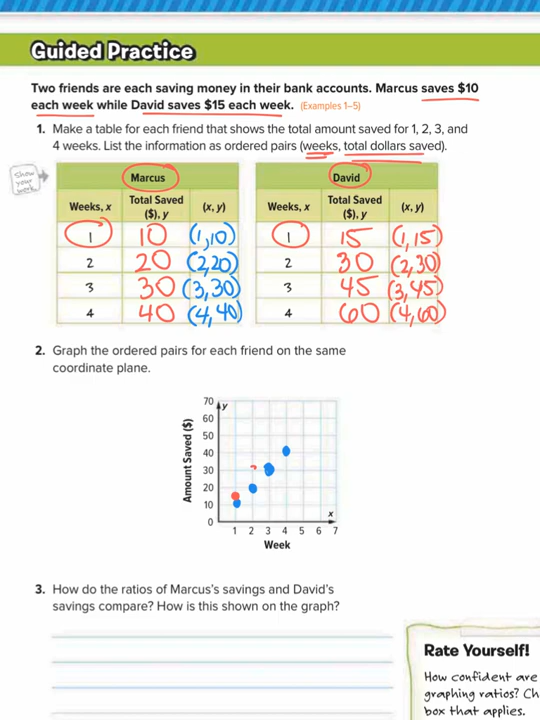 Guided Practice
Two friends are each saving money in their bank accounts. Marcus saves $10
each week while David saves $15 each week. (Examples 1–5)
1. Make a table for each friend that shows the total amount saved for 1, 2, 3, and
4 weeks. List the information as ordered pairs (weeks, total dollars saved).
Show
your
work
Marcus
Weeks, x Total Saved ($), y (x, y)
1 10 (1,10)
2 20 (2,20)
3 30 (3,30)
4 40 (4,40)
David
Weeks, x Total Saved ($), y (x, y)
1 15 (1,15)
2 30 (2,30)
3 45 (3,45)
4 60 (4,60)
2. Graph the ordered pairs for each friend on the same
coordinate plane.
Amount Saved ($)
70
60
50
40
30
20
10
0
y
x
1 2 3 4 5 6 7
Week
3. How do the ratios of Marcus's savings and David's
savings compare? How is this shown on the graph?
Rate Yourself!
How confident are
graphing ratios? Ch
box that applies.